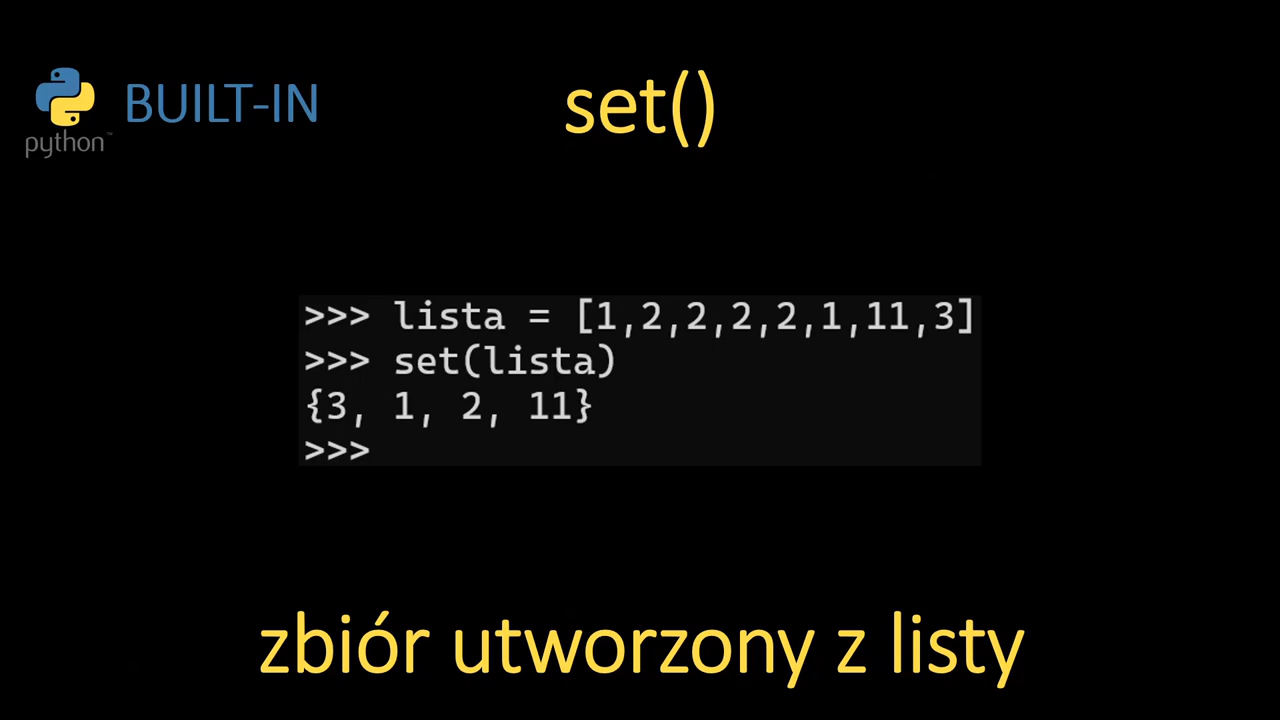 python™
BUILT-IN
set()
>>> lista = [1,2,2,2,2,1,11,3]
>>> set(lista)
{3, 1, 2, 11}
>>>
zbiór utworzony z listy